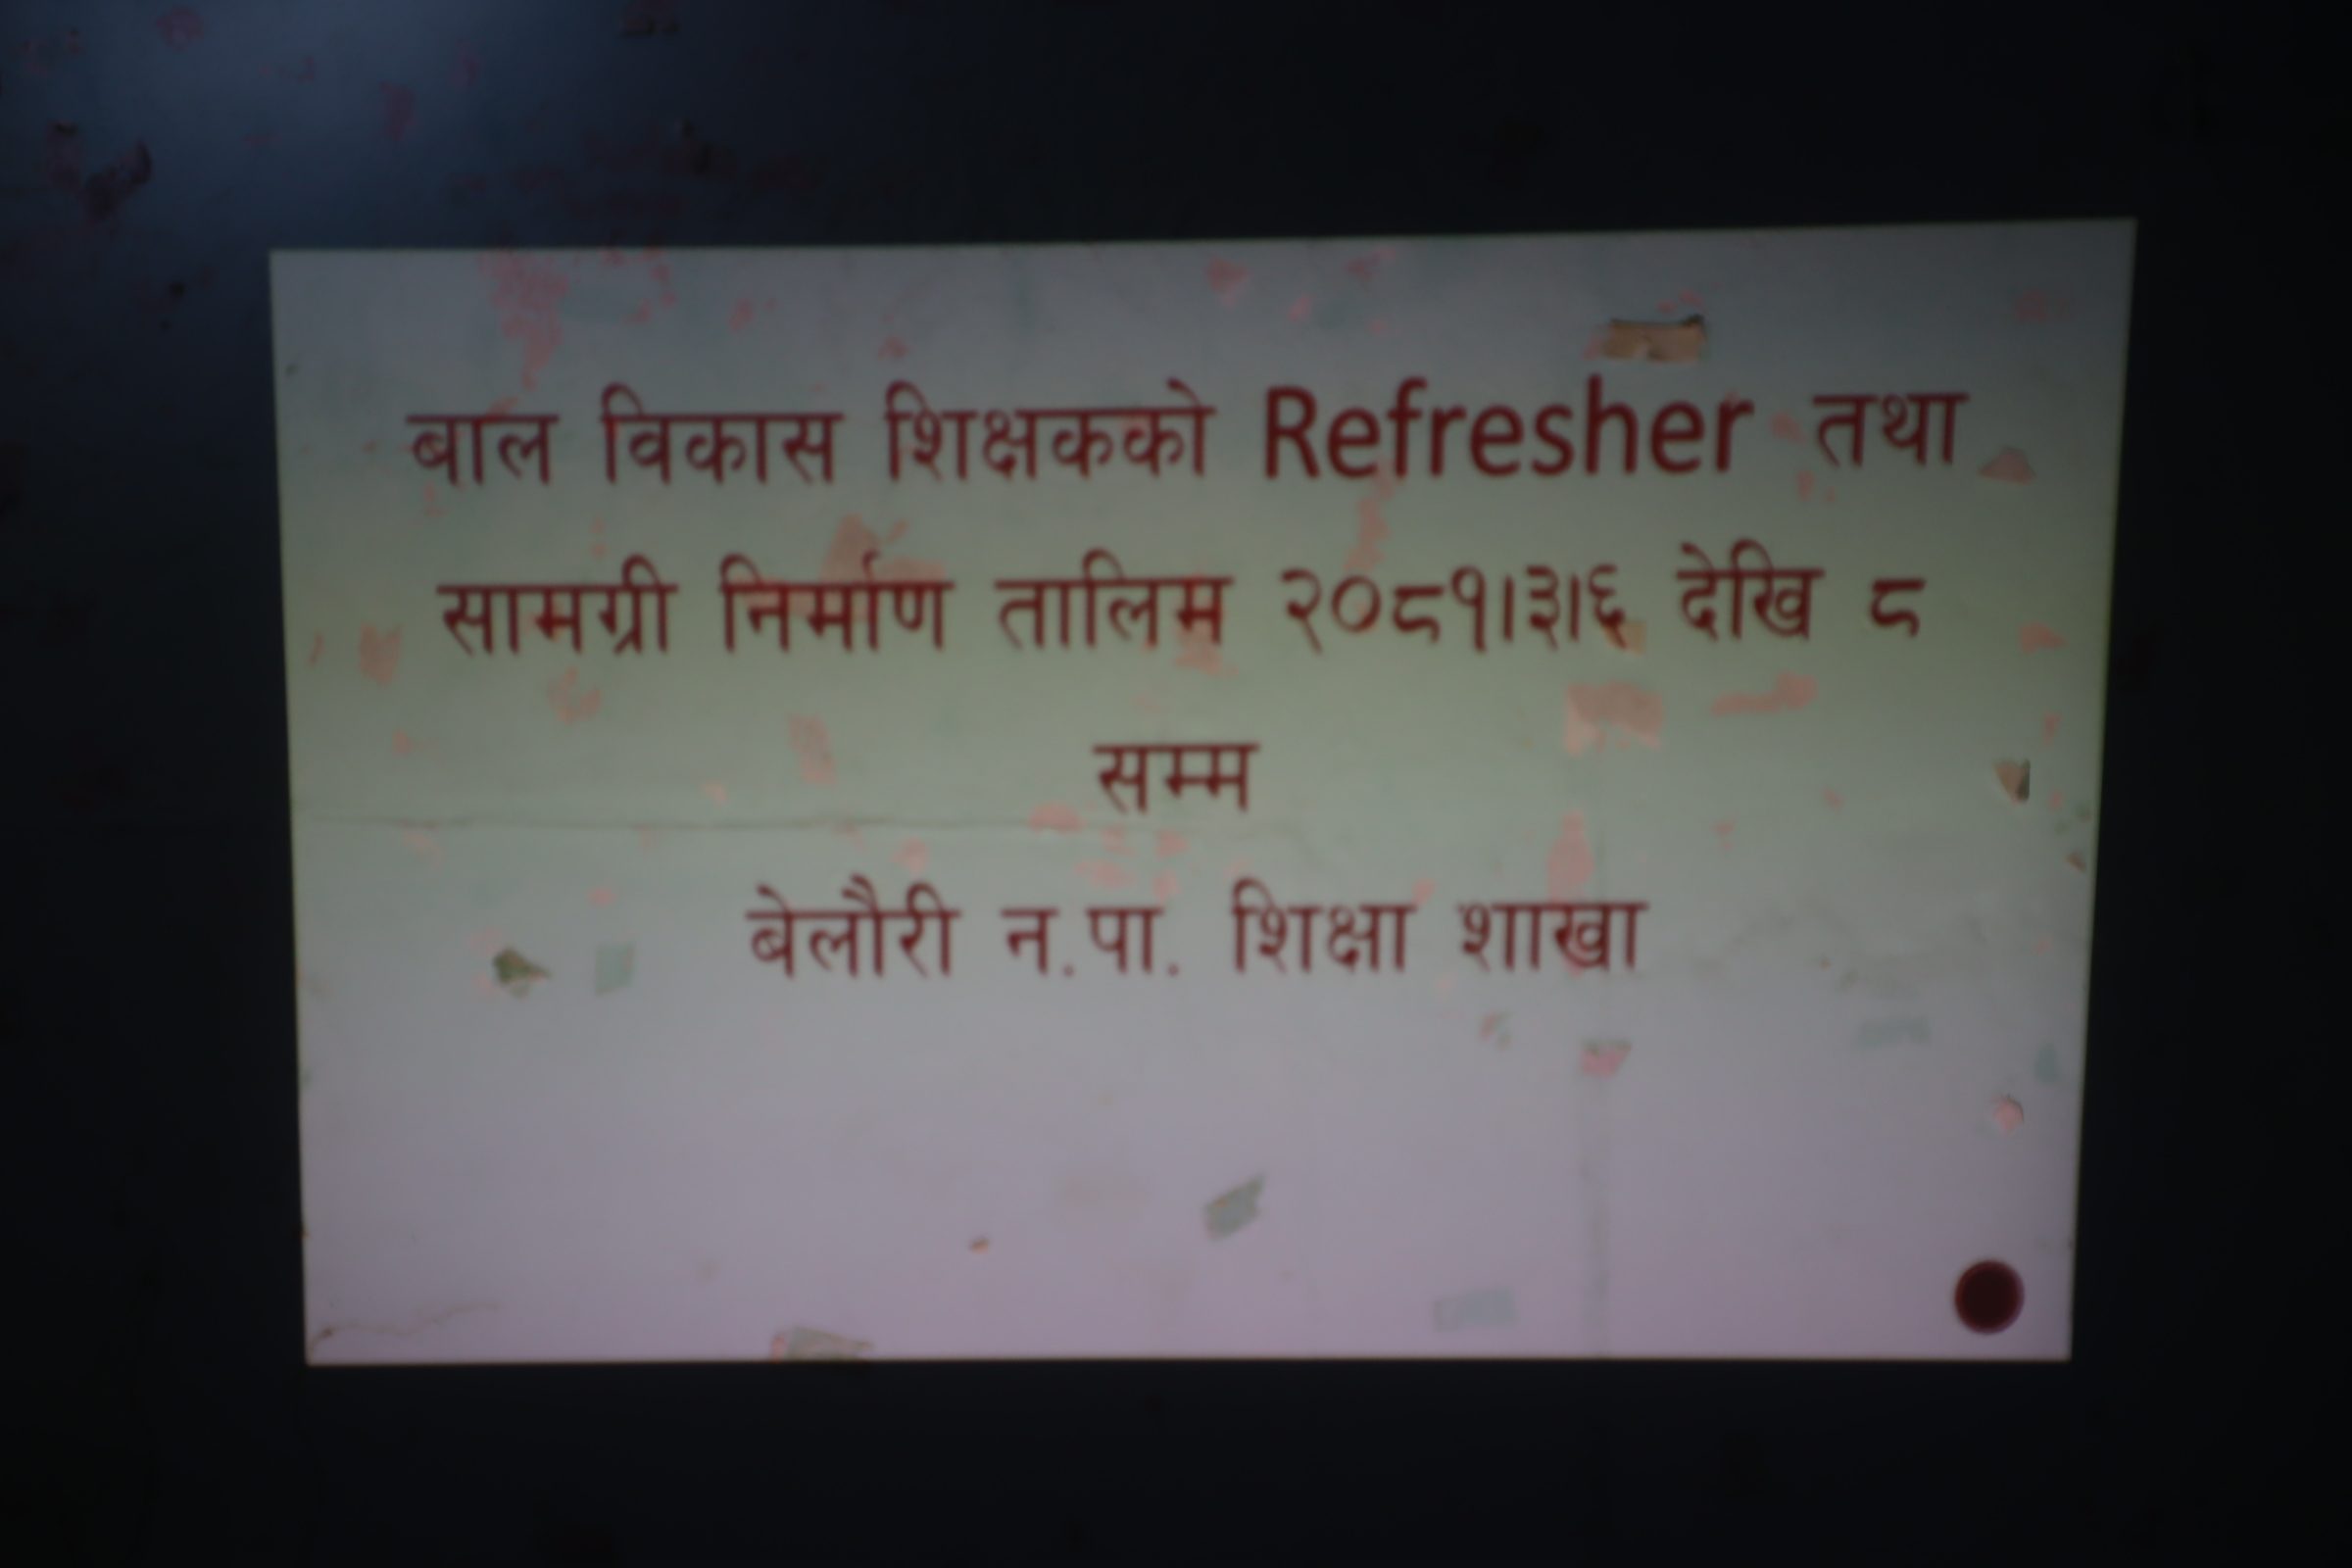 बाल विकास शिक्षकको Refresher तथा
सामग्री निर्माण तालिम २०८१।३।६ देखि ८
सम्म
बेलौरी न.पा. शिक्षा शाखा